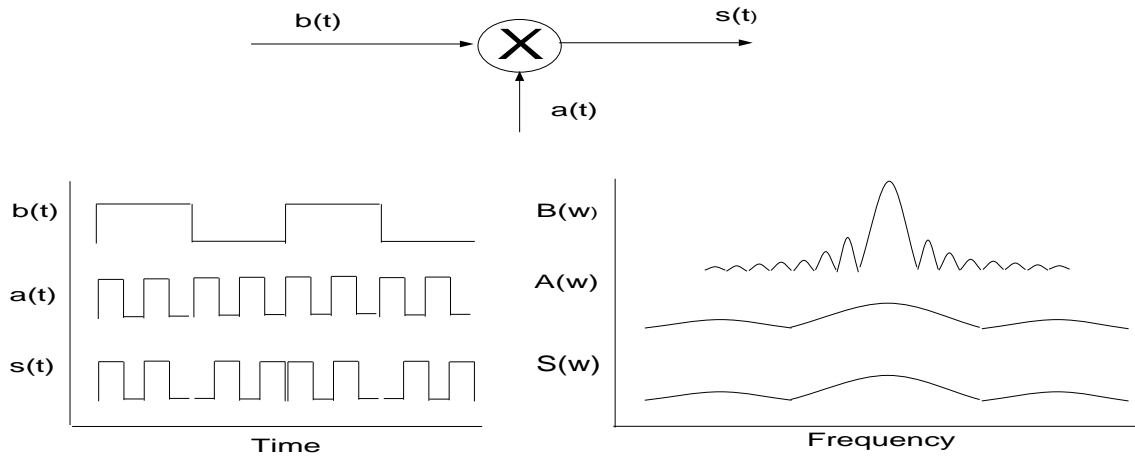 b(t)
s(t)
X
a(t)
b(t)
a(t)
s(t)
Time
B(w)
A(w)
S(w)
Frequency